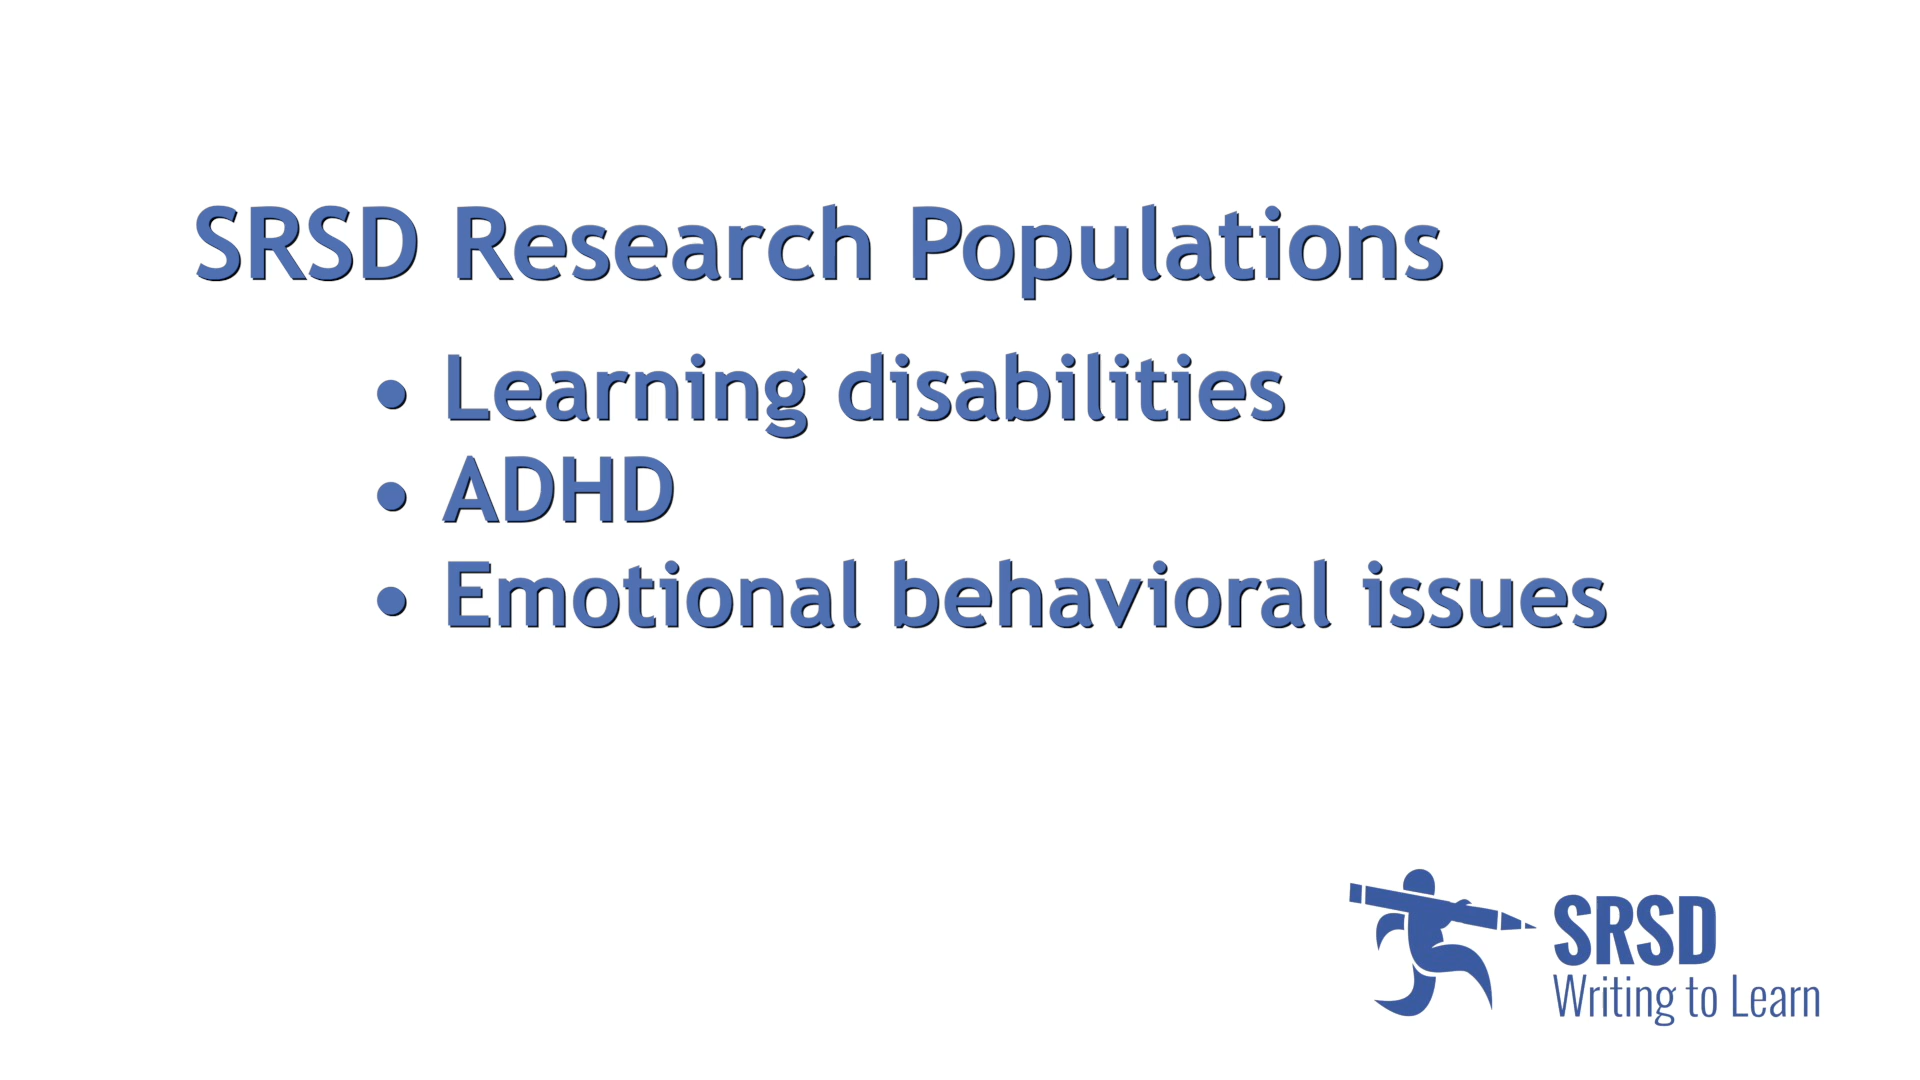 SRSD Research Populations
• Learning disabilities
• ADHD
• Emotional behavioral issues
SRSD
Writing to Learn